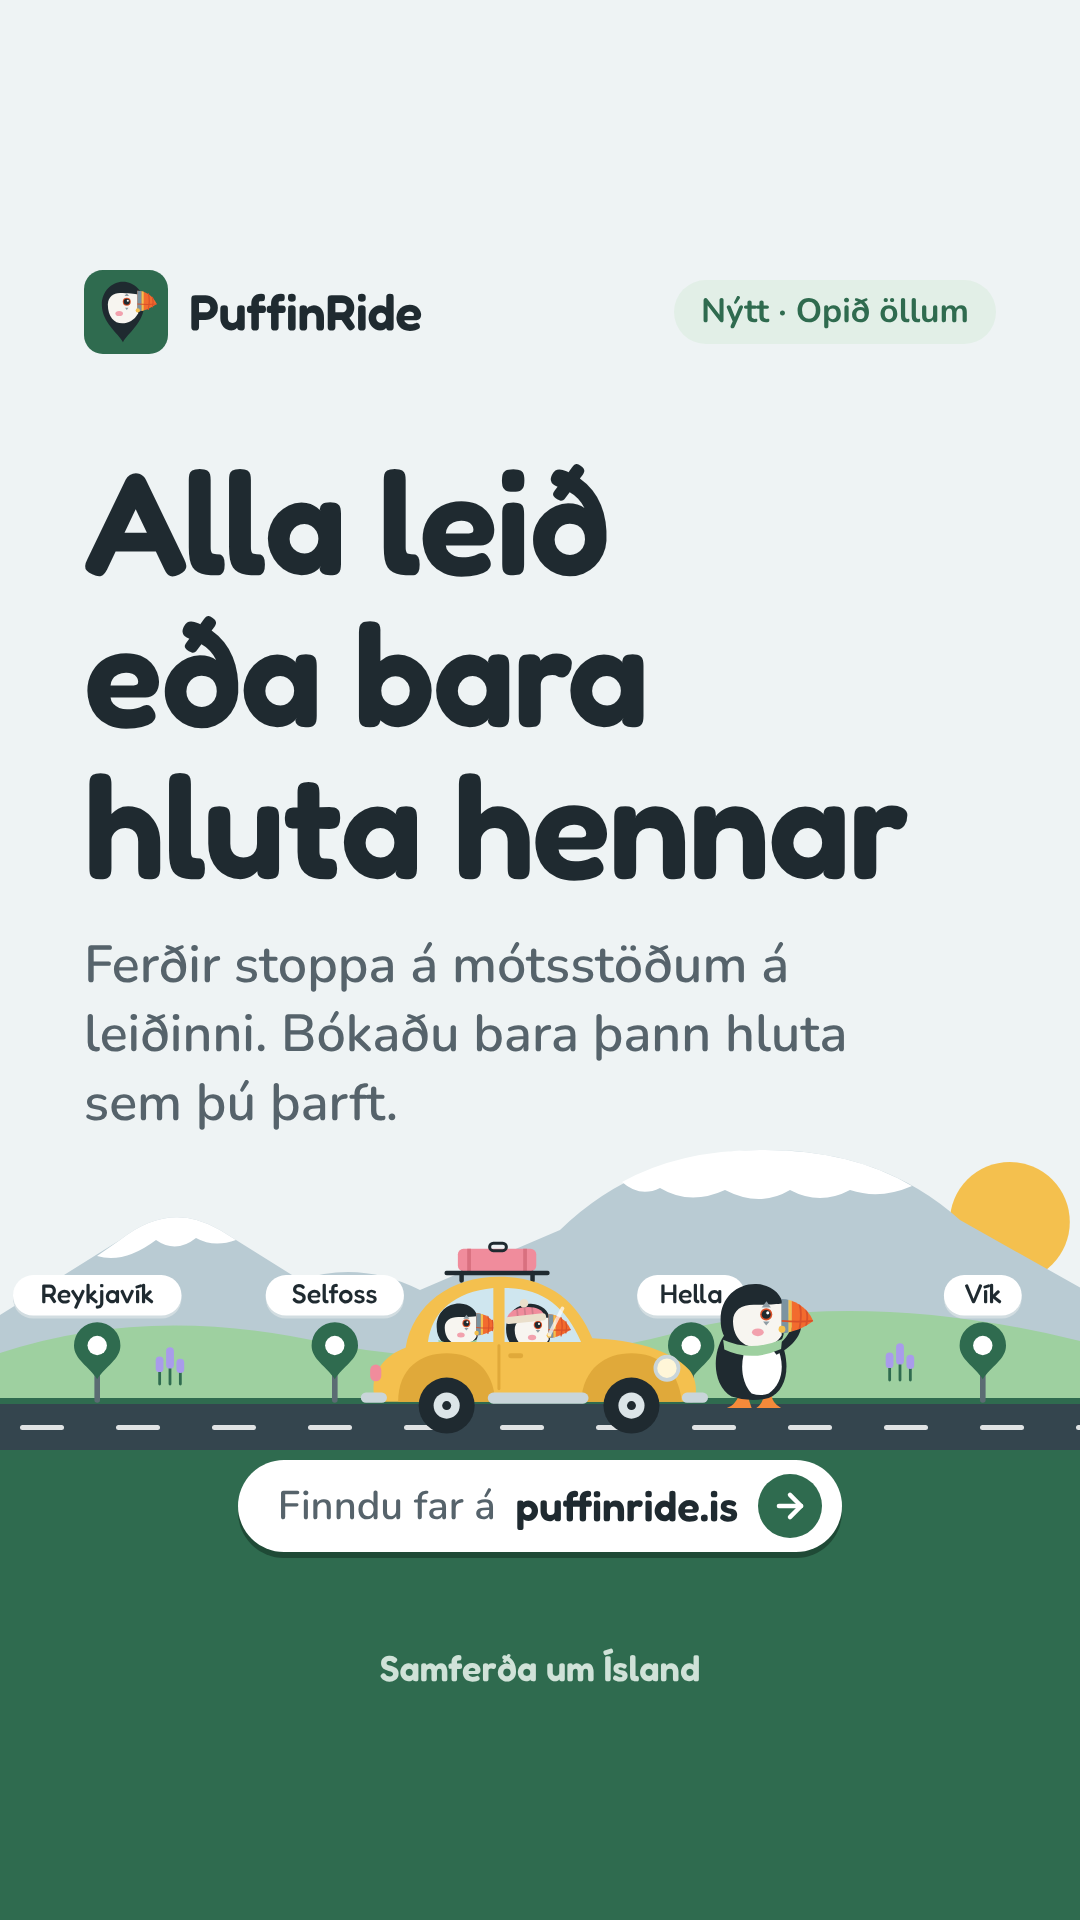 PuffinRide
Nýtt · Opið öllum
Alla leið
eða bara
hluta hennar
Ferðir stoppa á mótsstöðum á
leiðinni. Bókaðu bara þann hluta
sem þú þarft.
Reykjavík
Selfoss
Hella
Vík
Finndu far á puffinride.is
Samferða um Ísland